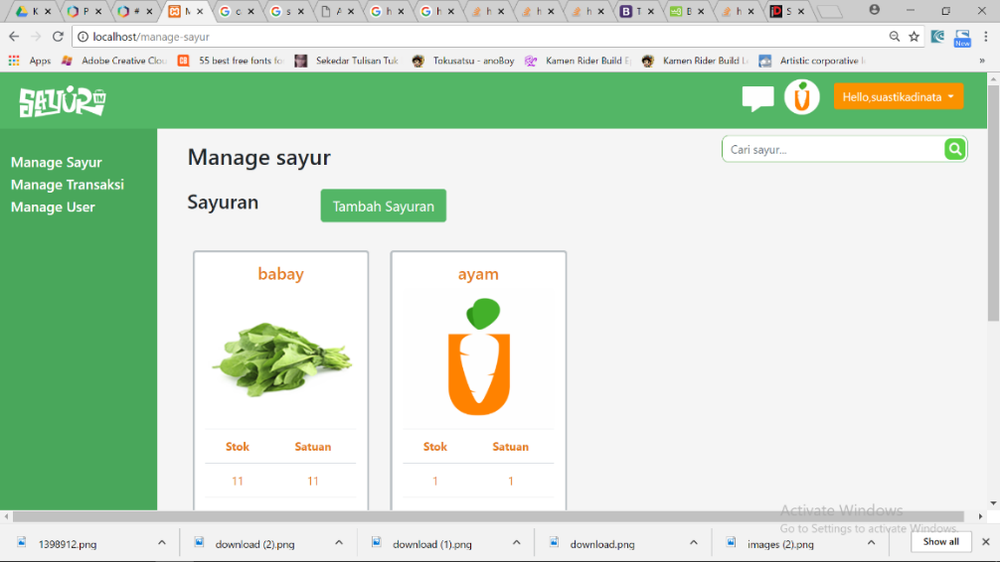 K
P
#
M
c
s
A
h
h
h
h
h
B T
B
h
S
localhost/manage-sayur
New
Apps
Adobe Creative Clou
55 best free fonts fo
Sekedar Tulisan Tuk
Tokusatsu - anoBoy
Kamen Rider Build E
Kamen Rider Build L
Artistic corporative l
»
SAYUR IN
Hello,suastikadinata
Manage Sayur
Manage Transaksi
Manage User
Manage sayur
Cari sayur...
Sayuran
Tambah Sayuran
babay
ayam
Stok Satuan
11 11
Stok Satuan
1 1
Activate Windows
Go to Settings to activate Windows.
1398912.png
download (2).png
download (1).png
download.png
images (2).png
Show all